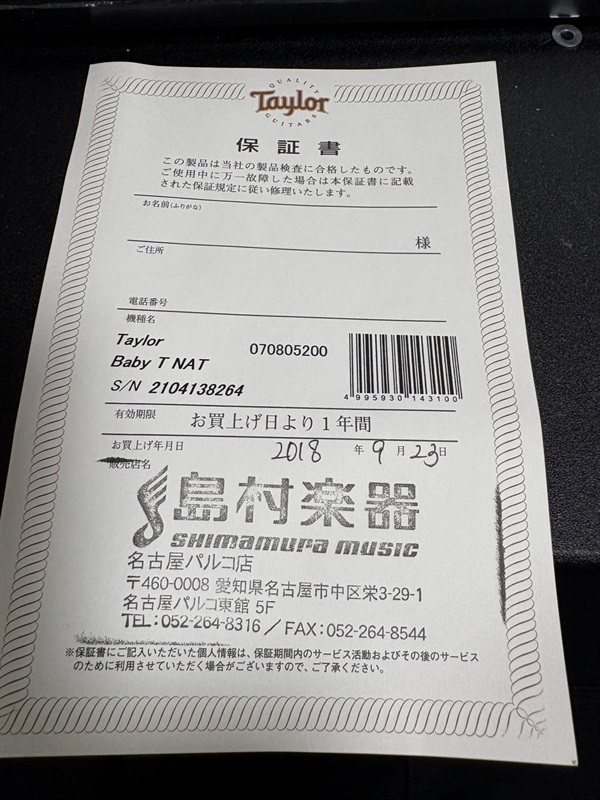 QUALITY
Taylor
GUITARS
保証書
この製品は当社の製品検査に合格したものです。
ご使用中に万一故障した場合は本保証書に記載
された保証規定に従い修理いたします。
お名前(ふりがな)
様
ご住所
電話番号
機種名
Taylor 070805200
Baby T NAT
S/N 2104138264
4995930143100
有効期限 お買上げ日より1年間
お買上げ年月日 2018 年 9 月 23 日
販売店名
島村楽器
Shimamura music
名古屋パルコ店
〒460-0008 愛知県名古屋市中区栄3-29-1
名古屋パルコ東館 5F
TEL:052-264-8316/FAX:052-264-8544
※保証書にご記入いただいた個人情報は、保証期間内のサービス活動およびその後のサービス
のために利用させていただく場合がございますので、ご了承ください。